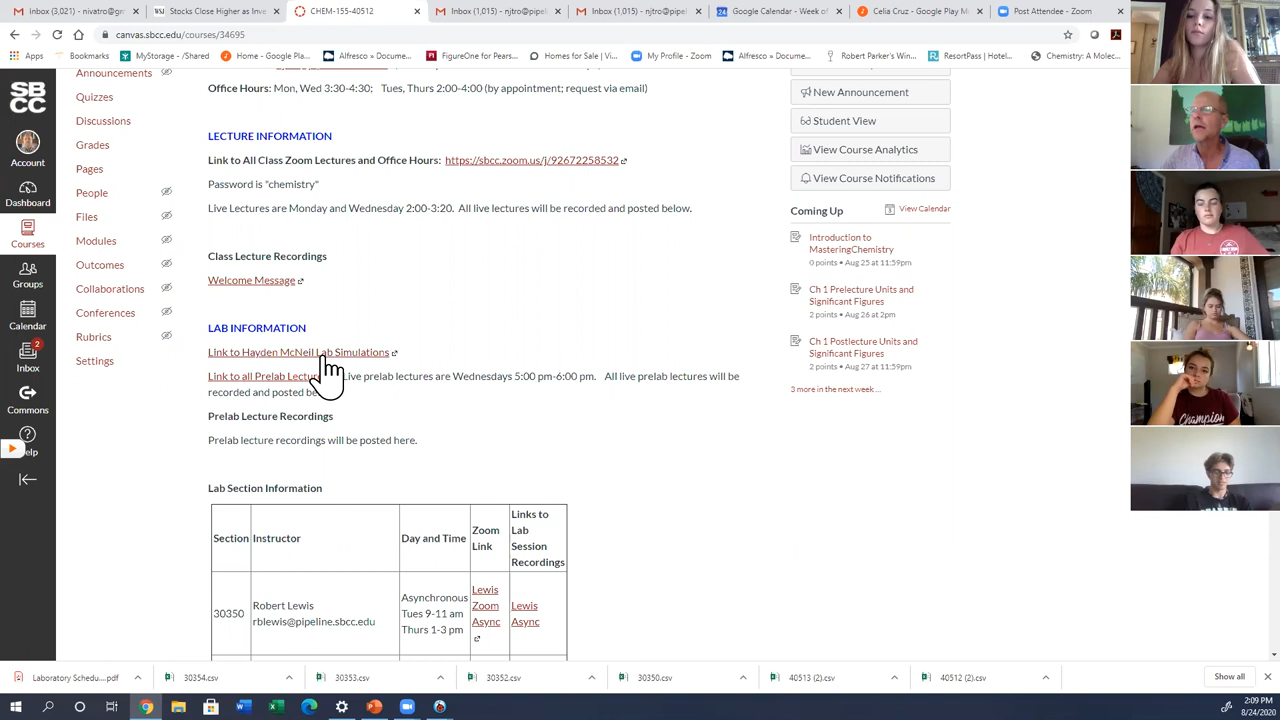 (3,021) - nivatro@gm
Stocks Close Higher as Inve
CHEM-155-40512
Inbox (1,015) - njtro@pipel
Inbox (1,015) - njtro@pipel
Google Calendar - Week of
Celia Cruz - Google Play M
Post Attendee - Zoom
canvas.sbcc.edu/courses/34695
Apps
Bookmarks
MyStorage - /Shared
Home - Google Pla...
Alfresco » Docume...
FigureOne for Pears...
Homes for Sale | Vi...
My Profile - Zoom
Alfresco » Docume...
Robert Parker's Win...
ResortPass | Hotel...
Chemistry: A Molec...
SB
CC
Account
Dashboard
Courses
Groups
Calendar
2
Inbox
Commons
Help
Announcements
Quizzes
Discussions
Grades
Pages
People
Files
Modules
Outcomes
Collaborations
Conferences
Rubrics
Settings
Office Hours: Mon, Wed 3:30-4:30; Tues, Thurs 2:00-4:00 (by appointment; request via email)
LECTURE INFORMATION
Link to All Class Zoom Lectures and Office Hours: https://sbcc.zoom.us/j/92672258532
Password is "chemistry"
Live Lectures are Monday and Wednesday 2:00-3:20. All live lectures will be recorded and posted below.
Class Lecture Recordings
Welcome Message
LAB INFORMATION
Link to Hayden McNeil Lab Simulations
Link to all Prelab Lectur Live prelab lectures are Wednesdays 5:00 pm-6:00 pm. All live prelab lectures will be
recorded and posted be
Prelab Lecture Recordings
Prelab lecture recordings will be posted here.
Lab Section Information
Section Instructor Day and Time Zoom Link Links to Lab Session Recordings
30350 Robert Lewis rblewis@pipeline.sbcc.edu Asynchronous Tues 9-11 am Thurs 1-3 pm Lewis Zoom Async Lewis Async
New Announcement
Student View
View Course Analytics
View Course Notifications
Coming Up
View Calendar
Introduction to
MasteringChemistry
0 points • Aug 25 at 11:59pm
Ch 1 Prelecture Units and
Significant Figures
2 points • Aug 26 at 2pm
Ch 1 Postlecture Units and
Significant Figures
2 points • Aug 27 at 11:59pm
3 more in the next week ...
Champion
Laboratory Schedu....pdf
30354.csv
30353.csv
30352.csv
30350.csv
40513 (2).csv
40512 (2).csv
Show all
2:09 PM
8/24/2020